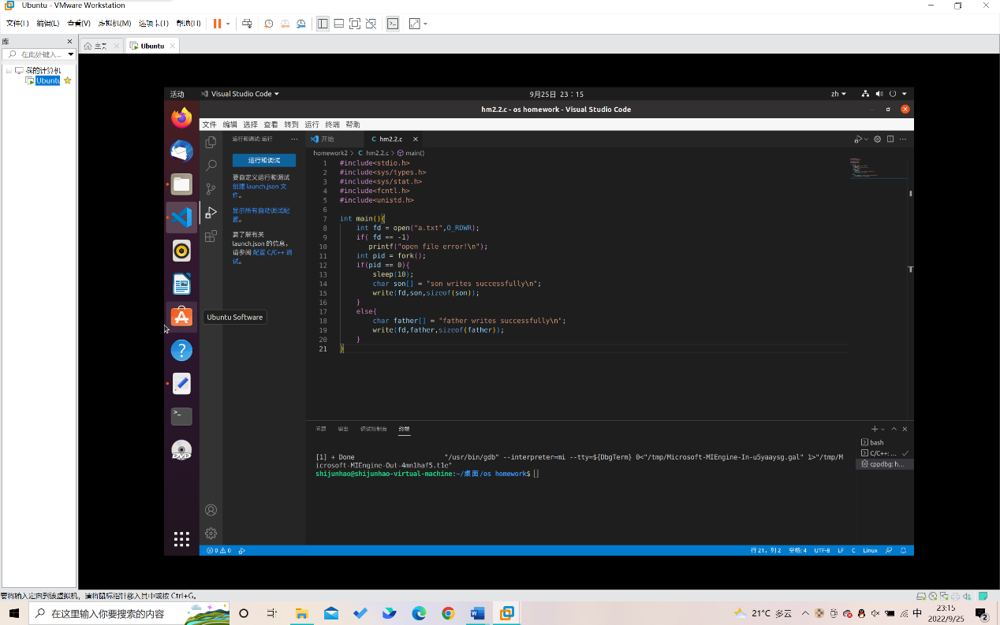 Ubuntu - VMware Workstation
文件(F) 编辑(E) 查看(V) 虚拟机(M) 选项卡(T) 帮助(H)
库
在此处键入...
我的计算机
Ubuntu
主页
Ubuntu
活动
Visual Studio Code
9月25日 23：15
zh
hm2.2.c - os homework - Visual Studio Code
文件 编辑 选择 查看 转到 运行 终端 帮助
运行和调试: 运行
运行和调试
要自定义运行和调试
创建 launch.json 文
件。
显示所有自动调试配
置。
要了解有关
launch.json 的信息，
请参阅 配置 C/C++ 调
试。
Ubuntu Software
开始
C hm2.2.c
homework2 > C hm2.2.c > main()
1 #include<stdio.h>
2 #include<sys/types.h>
3 #include<sys/stat.h>
4 #include<fcntl.h>
5 #include<unistd.h>
6
7 int main(){
8 int fd = open("a.txt",O_RDWR);
9 if( fd == -1)
10 printf("open file error!\n");
11 int pid = fork();
12 if(pid == 0){
13 sleep(10);
14 char son[] = "son writes successfully\n";
15 write(fd,son,sizeof(son));
16 }
17 else{
18 char father[] = "father writes successfully\n";
19 write(fd,father,sizeof(father));
20 }
21 }
问题 输出 调试控制台 终端
[1] + Done "/usr/bin/gdb" --interpreter=mi --tty=${DbgTerm} 0<"/tmp/Microsoft-MIEngine-In-u5yaaysg.gal" 1>"/tmp/M
icrosoft-MIEngine-Out-4mn1haf5.t1e"
shijunhao@shijunhao-virtual-machine:~/桌面/os homework$
bash
C/C++: ...
cppdbg: h...
DVD
0 0
行 21，列 2 空格: 4 UTF-8 LF C Linux
要将输入定向到该虚拟机，请将鼠标指针移入其中或按 Ctrl+G。
在这里输入你要搜索的内容
21°C 多云
中
23:15
2022/9/25
2